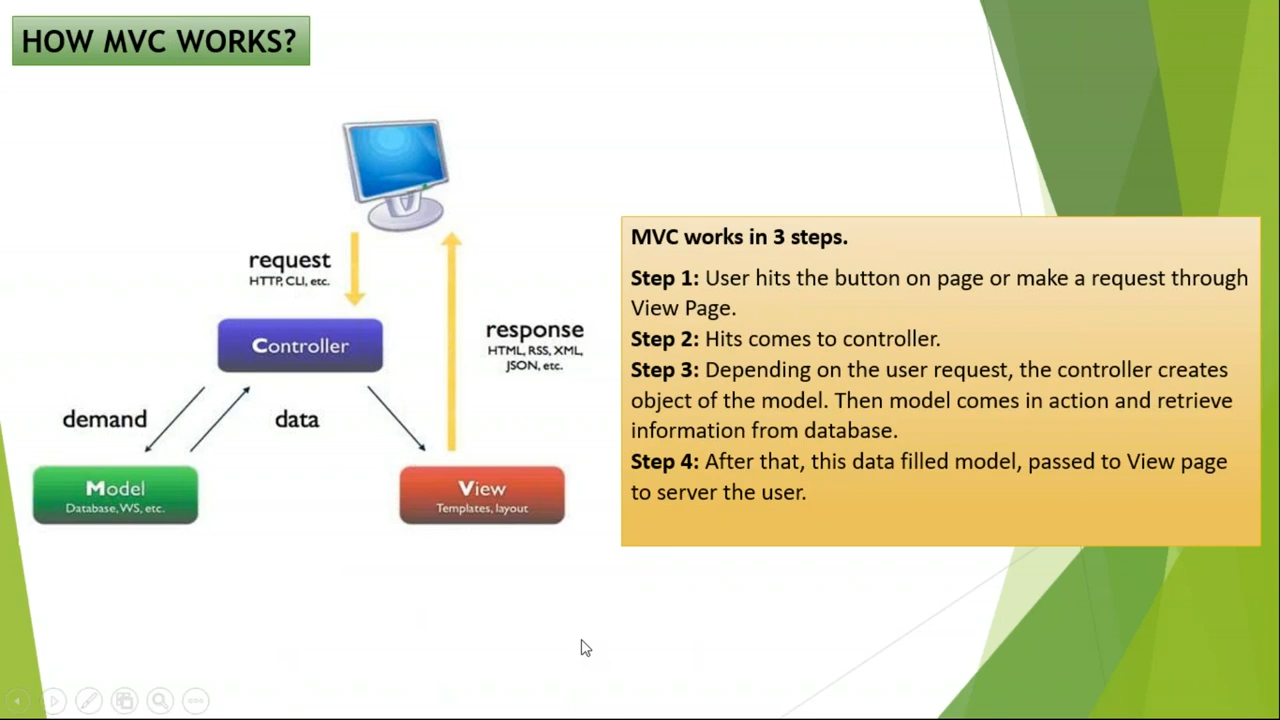 HOW MVC WORKS?
request
HTTP, CLI, etc.
Controller
response
HTML, RSS, XML,
JSON, etc.
demand
data
Model
Database, WS, etc.
View
Templates, layout
MVC works in 3 steps.
Step 1: User hits the button on page or make a request through
View Page.
Step 2: Hits comes to controller.
Step 3: Depending on the user request, the controller creates
object of the model. Then model comes in action and retrieve
information from database.
Step 4: After that, this data filled model, passed to View page
to server the user.